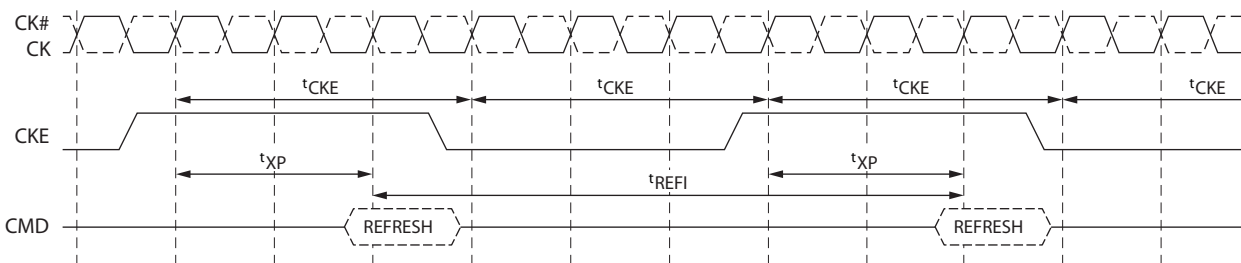 CK#
CK
tCKE tCKE tCKE tCKE
CKE
tXP tXP
tREFI
CMD REFRESH REFRESH